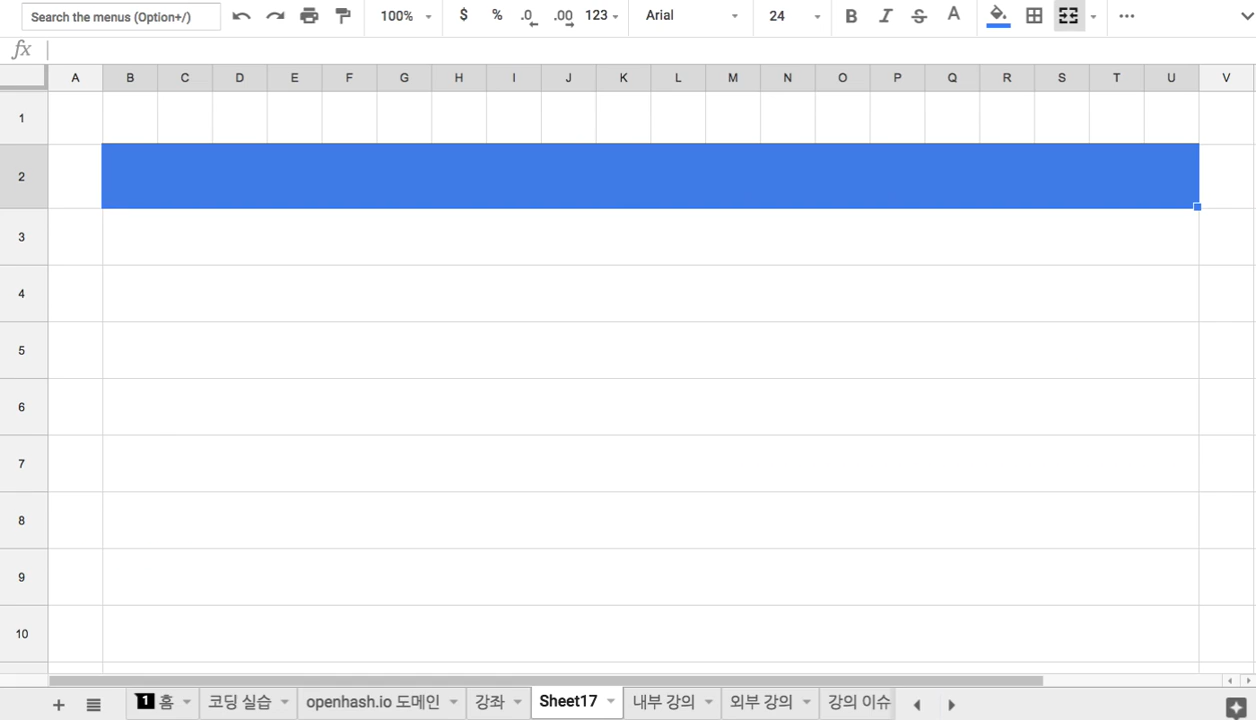 Search the menus (Option+/) 100% $ % .0 .00 123 Arial 24 B I S A
fx
A B C D E F G H I J K L M N O P Q R S T U V
1
2
3
4
5
6
7
8
9
10
1 홈 코딩 실습 openhash.io 도메인 강좌 Sheet17 내부 강의 외부 강의 강의 이슈